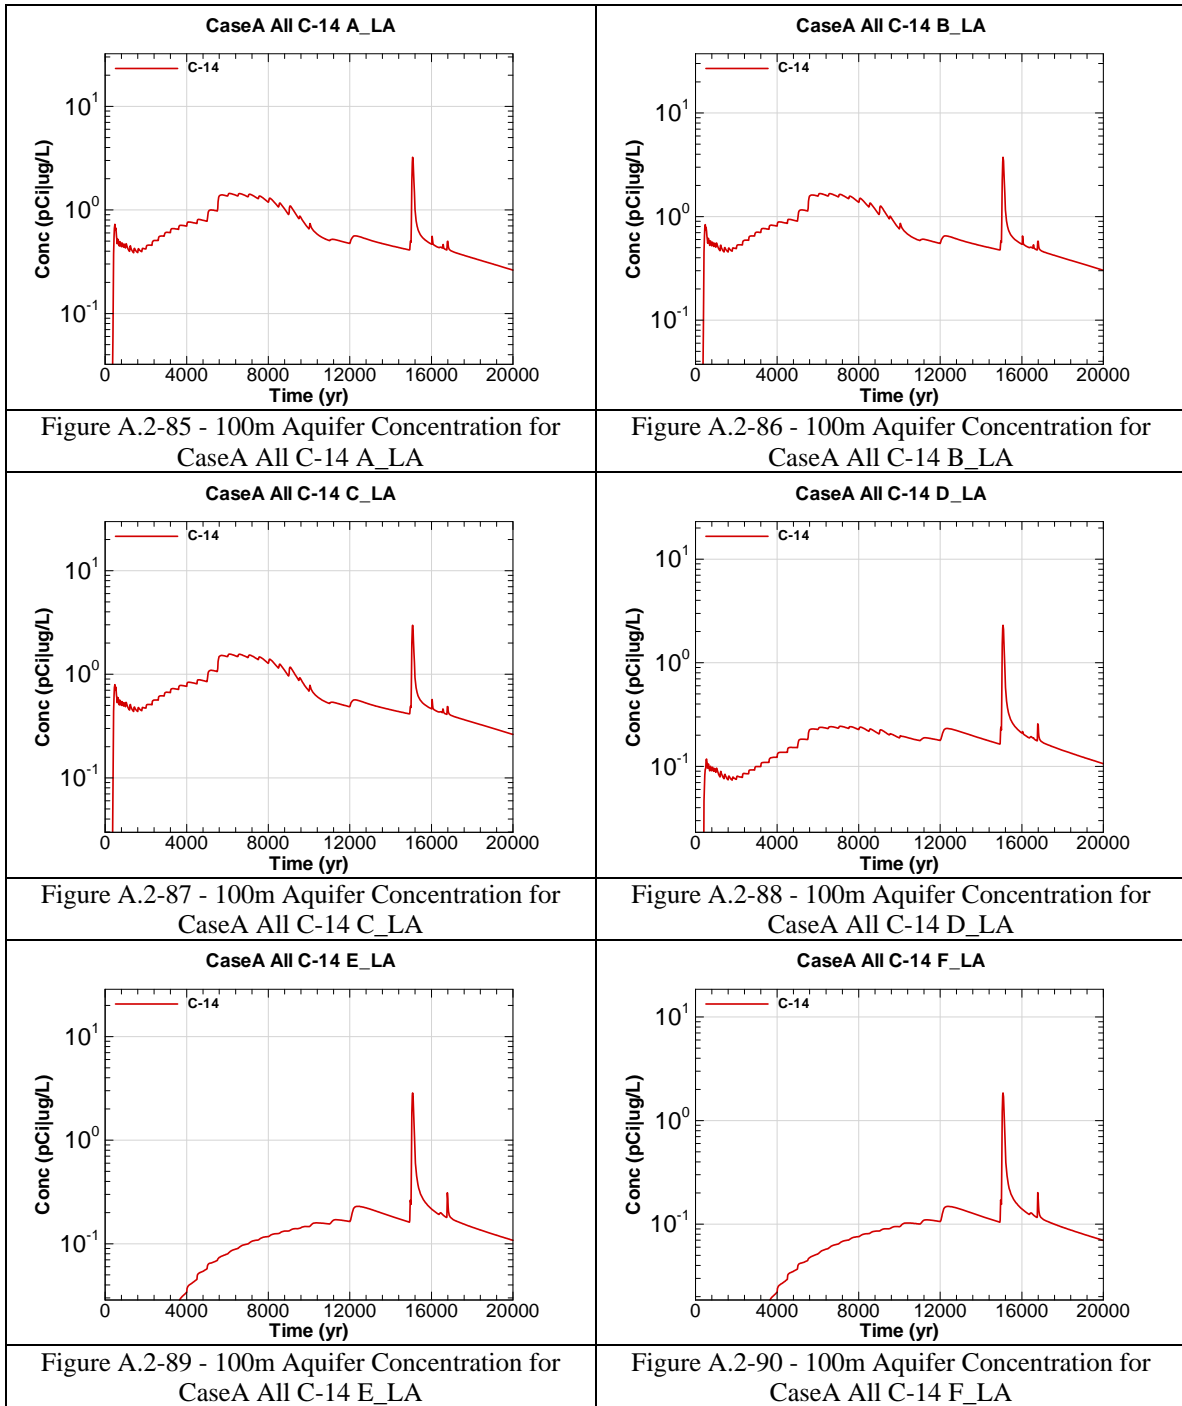 CaseA All C-14 A_LA
C-14
Conc (pCi|ug/L)
10^1
10^0
10^-1
0 4000 8000 12000 16000 20000
Time (yr)
Figure A.2-85 - 100m Aquifer Concentration for
CaseA All C-14 A_LA
CaseA All C-14 B_LA
C-14
Conc (pCi|ug/L)
10^1
10^0
10^-1
0 4000 8000 12000 16000 20000
Time (yr)
Figure A.2-86 - 100m Aquifer Concentration for
CaseA All C-14 B_LA
CaseA All C-14 C_LA
C-14
Conc (pCi|ug/L)
10^1
10^0
10^-1
0 4000 8000 12000 16000 20000
Time (yr)
Figure A.2-87 - 100m Aquifer Concentration for
CaseA All C-14 C_LA
CaseA All C-14 D_LA
C-14
Conc (pCi|ug/L)
10^1
10^0
10^-1
0 4000 8000 12000 16000 20000
Time (yr)
Figure A.2-88 - 100m Aquifer Concentration for
CaseA All C-14 D_LA
CaseA All C-14 E_LA
C-14
Conc (pCi|ug/L)
10^1
10^0
10^-1
0 4000 8000 12000 16000 20000
Time (yr)
Figure A.2-89 - 100m Aquifer Concentration for
CaseA All C-14 E_LA
CaseA All C-14 F_LA
C-14
Conc (pCi|ug/L)
10^1
10^0
10^-1
0 4000 8000 12000 16000 20000
Time (yr)
Figure A.2-90 - 100m Aquifer Concentration for
CaseA All C-14 F_LA